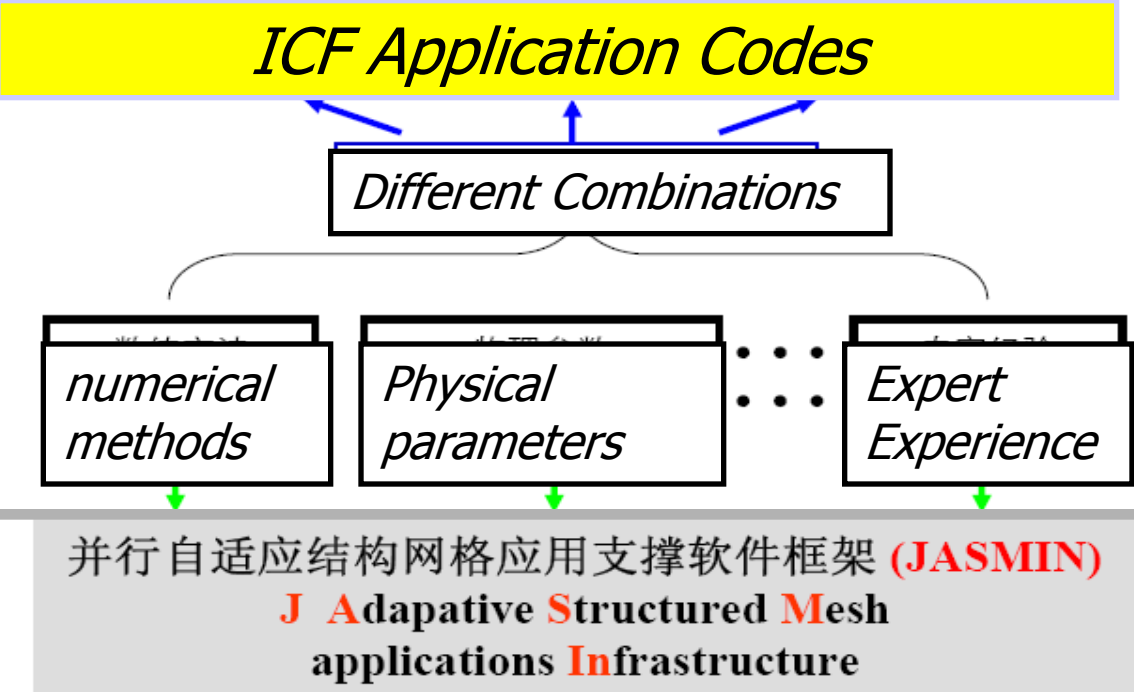 ICF Application Codes
Different Combinations
numerical
methods
Physical
parameters
Expert
Experience
并行自适应结构网格应用支撑软件框架 (JASMIN)
J Adapative Structured Mesh
applications Infrastructure